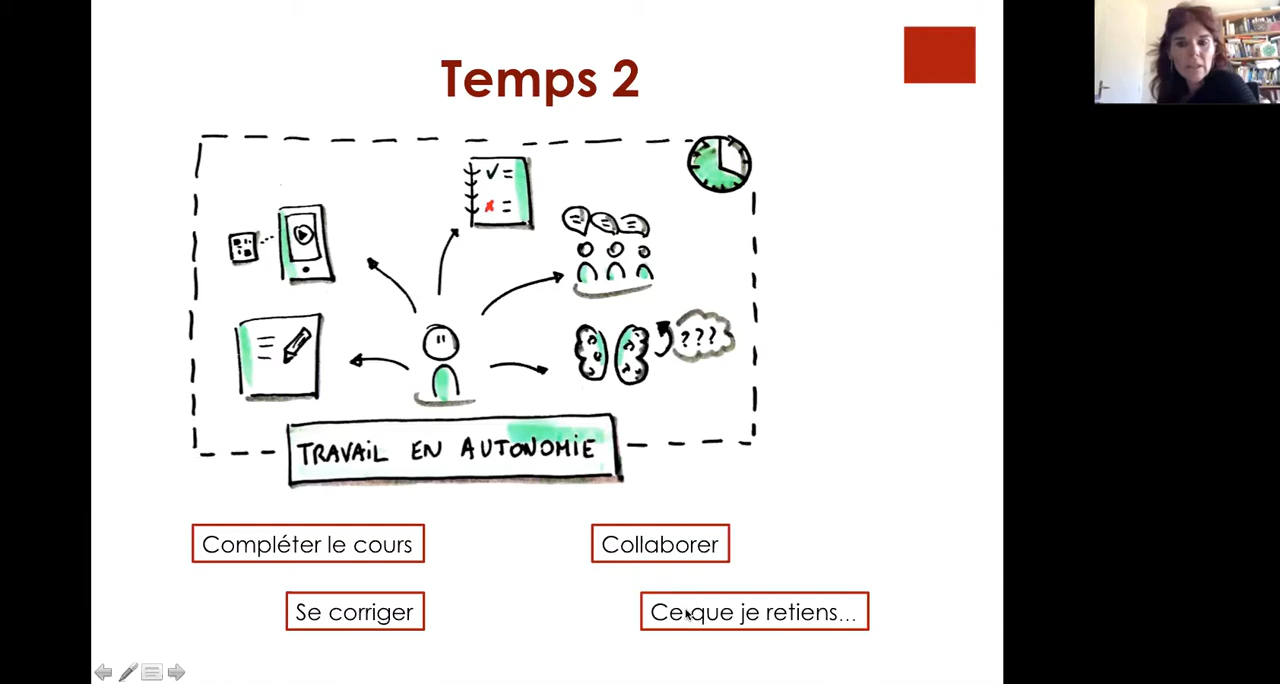 Temps 2
???
TRAVAIL EN AUTONOMIE
Compléter le cours
Collaborer
Se corriger
Ce que je retiens...